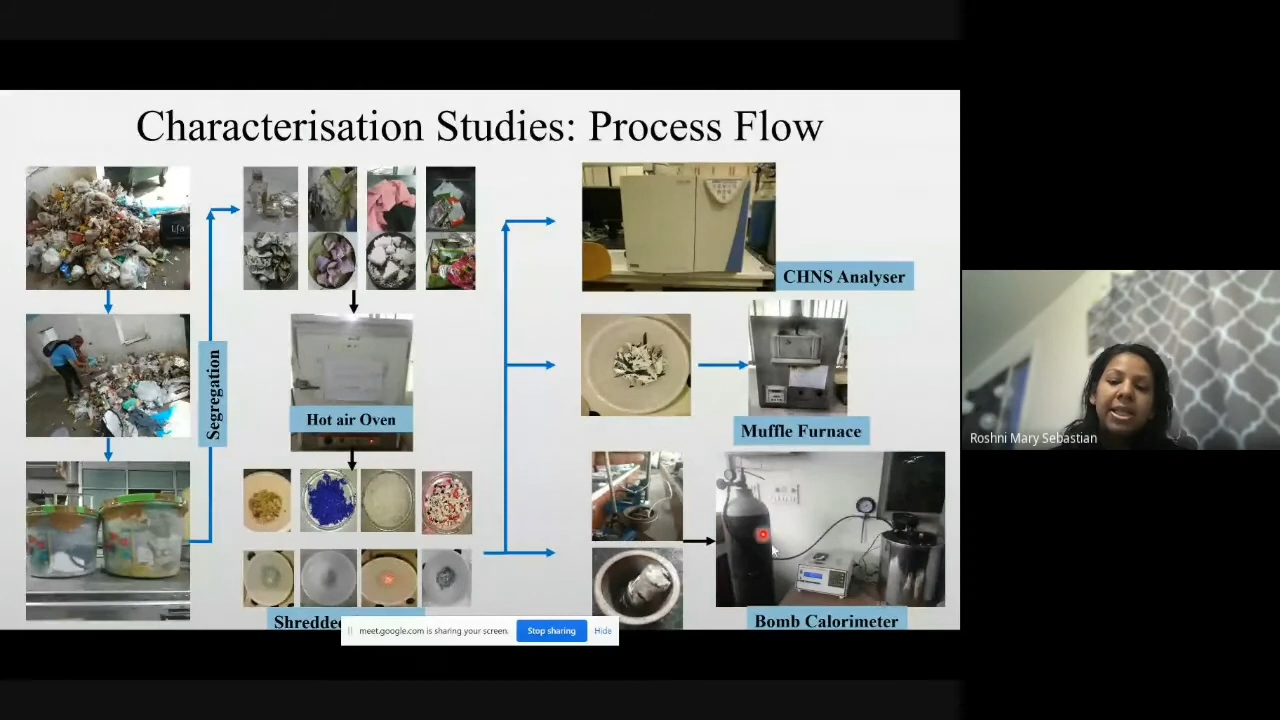 Characterisation Studies: Process Flow
Segregation
Hot air Oven
Shredded
CHNS Analyser
Muffle Furnace
Bomb Calorimeter
meet.google.com is sharing your screen.
Stop sharing
Hide
Roshni Mary Sebastian